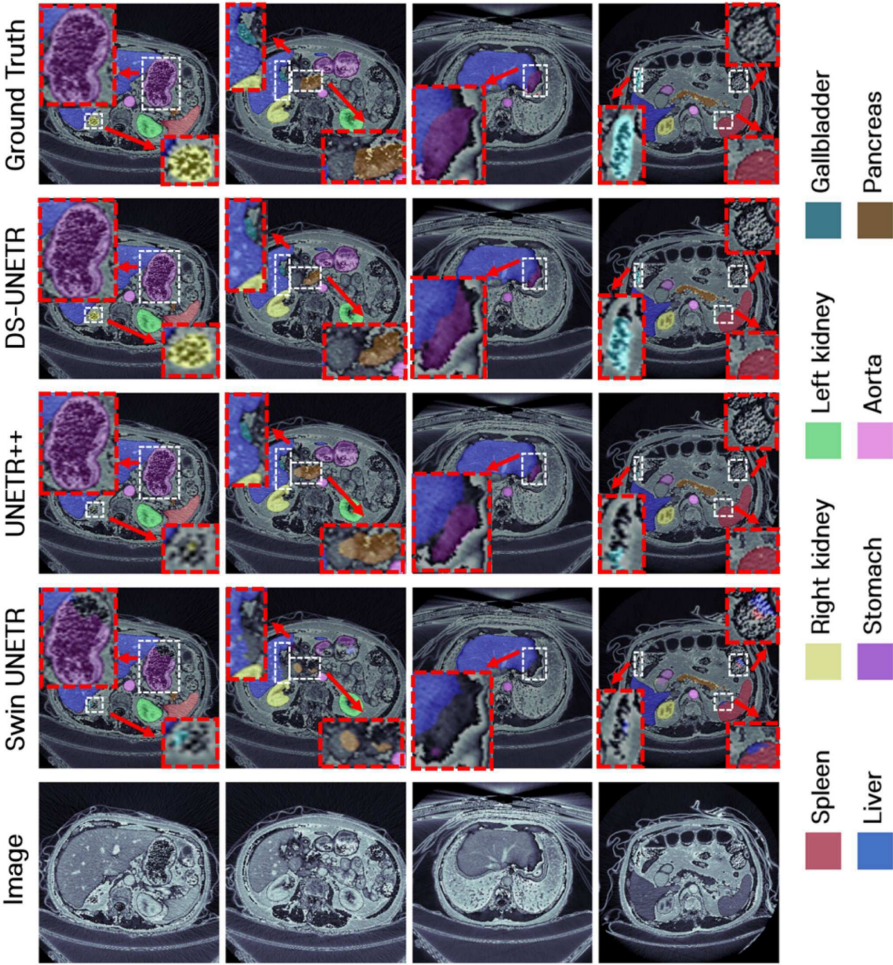 Image
Swin UNETR
UNETR++
DS-UNETR
Ground Truth
Spleen
Right kidney
Left kidney
Gallbladder
Liver
Stomach
Aorta
Pancreas